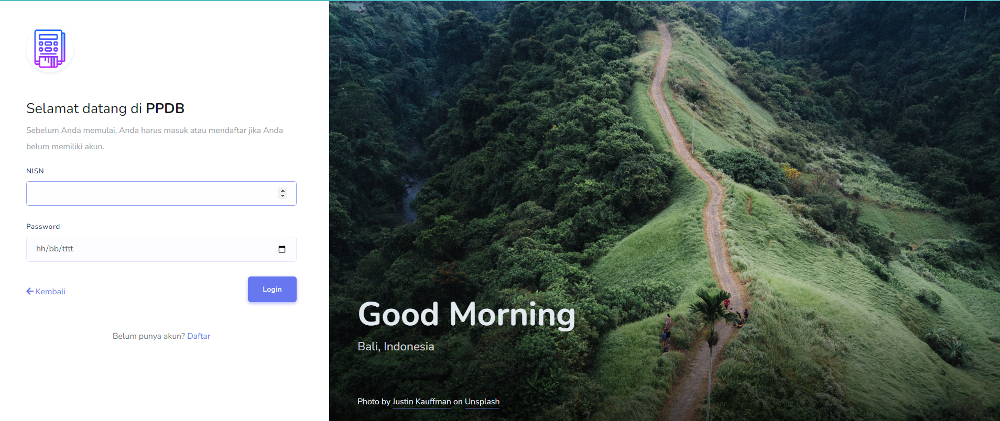 Selamat datang di PPDB
Sebelum Anda memulai, Anda harus masuk atau mendaftar jika Anda
belum memiliki akun.
NISN
Password
hh/bb/tttt
Kembali
Login
Belum punya akun? Daftar
Good Morning
Bali, Indonesia
Photo by Justin Kauffman on Unsplash